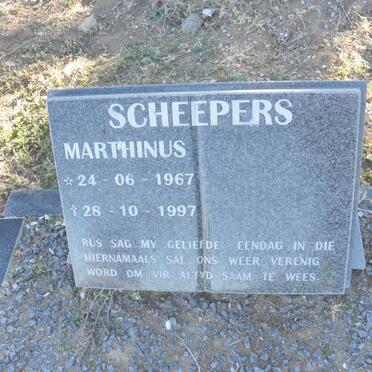 SCHEEPERS
MARTHINUS
* 24 - 06 - 1967
† 28 - 10 - 1997
RUS SAG MY GELIEFDE EENDAG IN DIE
HIERNAMAALS SAL ONS WEER VERENIG
WORD OM VIR ALTYD SAAM TE WEES.